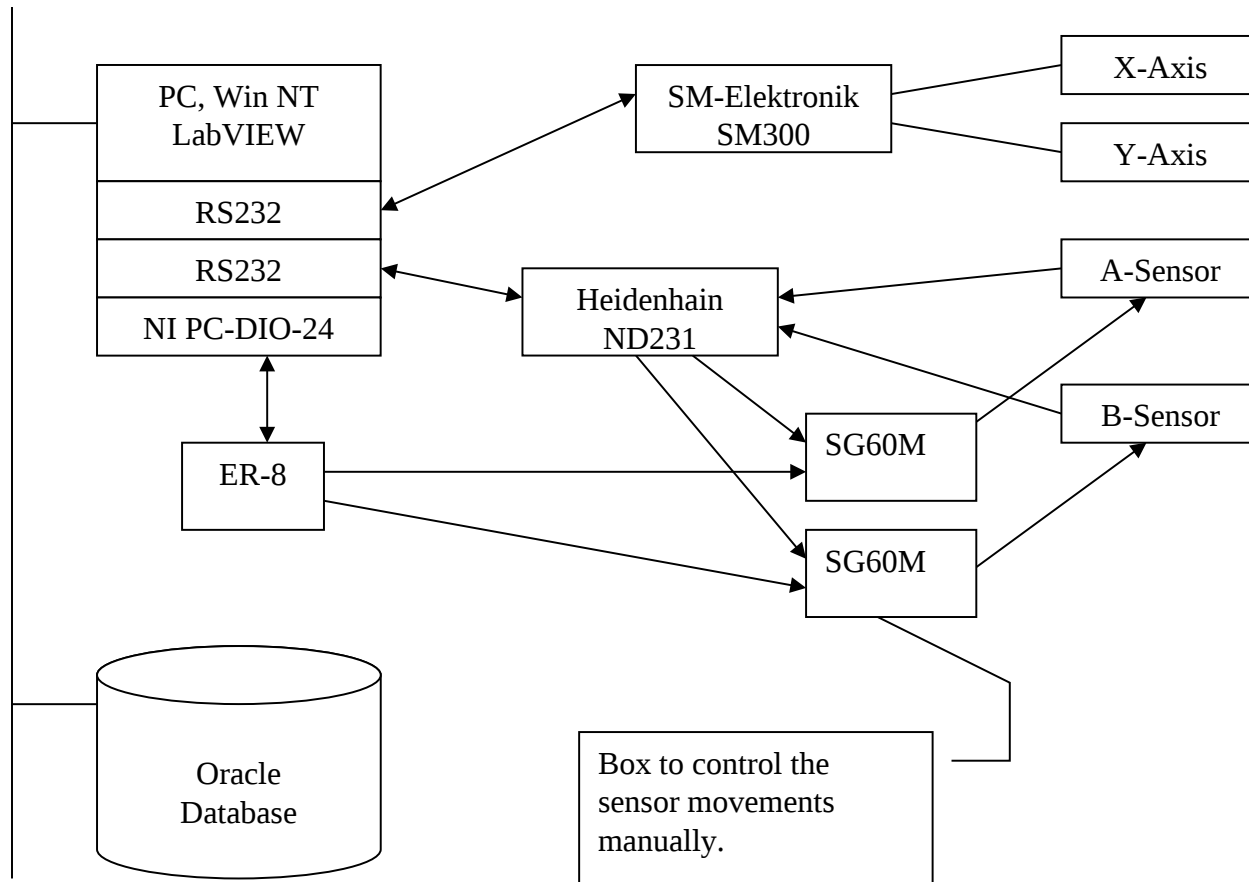 PC, Win NT
LabVIEW
RS232
RS232
NI PC-DIO-24
SM-Elektronik
SM300
X-Axis
Y-Axis
Heidenhain
ND231
A-Sensor
B-Sensor
ER-8
SG60M
SG60M
Oracle
Database
Box to control the
sensor movements
manually.